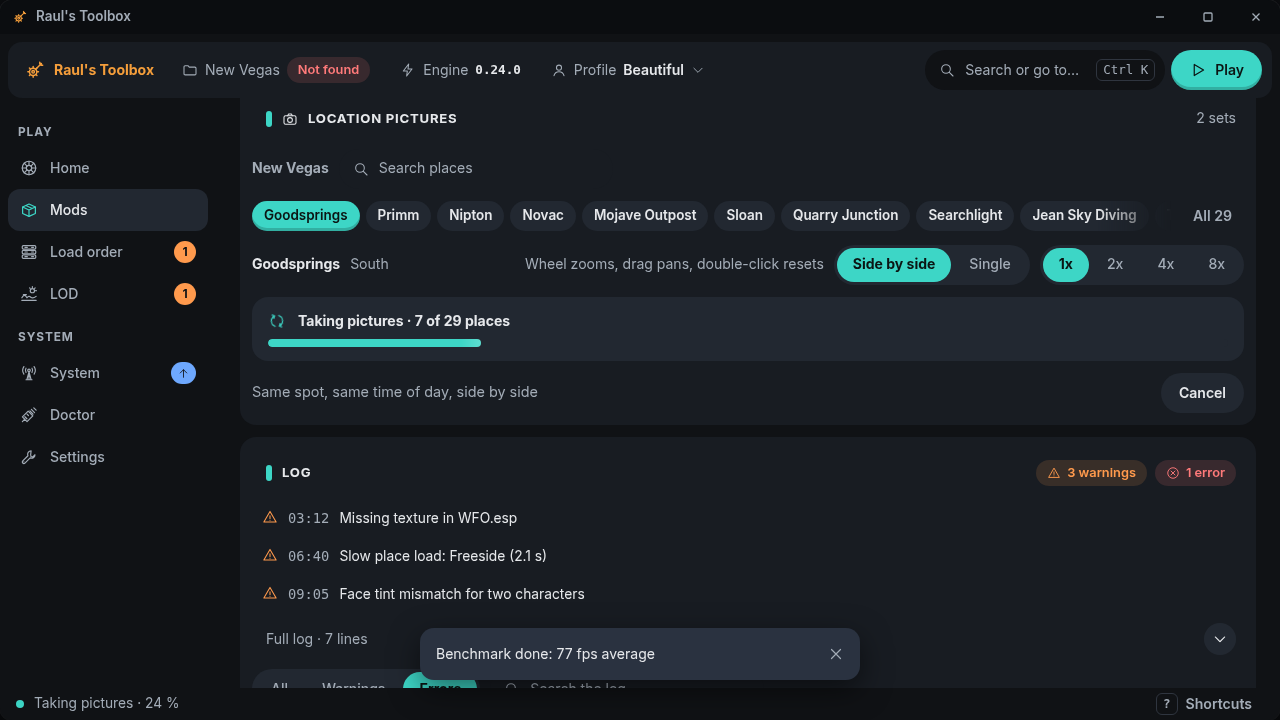 Raul's Toolbox
Raul's Toolbox New Vegas Not found Engine 0.24.0 Profile Beautiful Search or go to... Ctrl K Play
PLAY
Home
Mods
Load order 1
LOD 1
SYSTEM
System
Doctor
Settings
LOCATION PICTURES 2 sets
New Vegas Search places
Goodsprings Primm Nipton Novac Mojave Outpost Sloan Quarry Junction Searchlight Jean Sky Diving All 29
Goodsprings South Wheel zooms, drag pans, double-click resets Side by side Single 1x 2x 4x 8x
Taking pictures · 7 of 29 places
Same spot, same time of day, side by side Cancel
LOG 3 warnings 1 error
03:12 Missing texture in WFO.esp
06:40 Slow place load: Freeside (2.1 s)
09:05 Face tint mismatch for two characters
Full log · 7 lines
Benchmark done: 77 fps average
All Warnings Errors Search the log
Taking pictures · 24 % ? Shortcuts